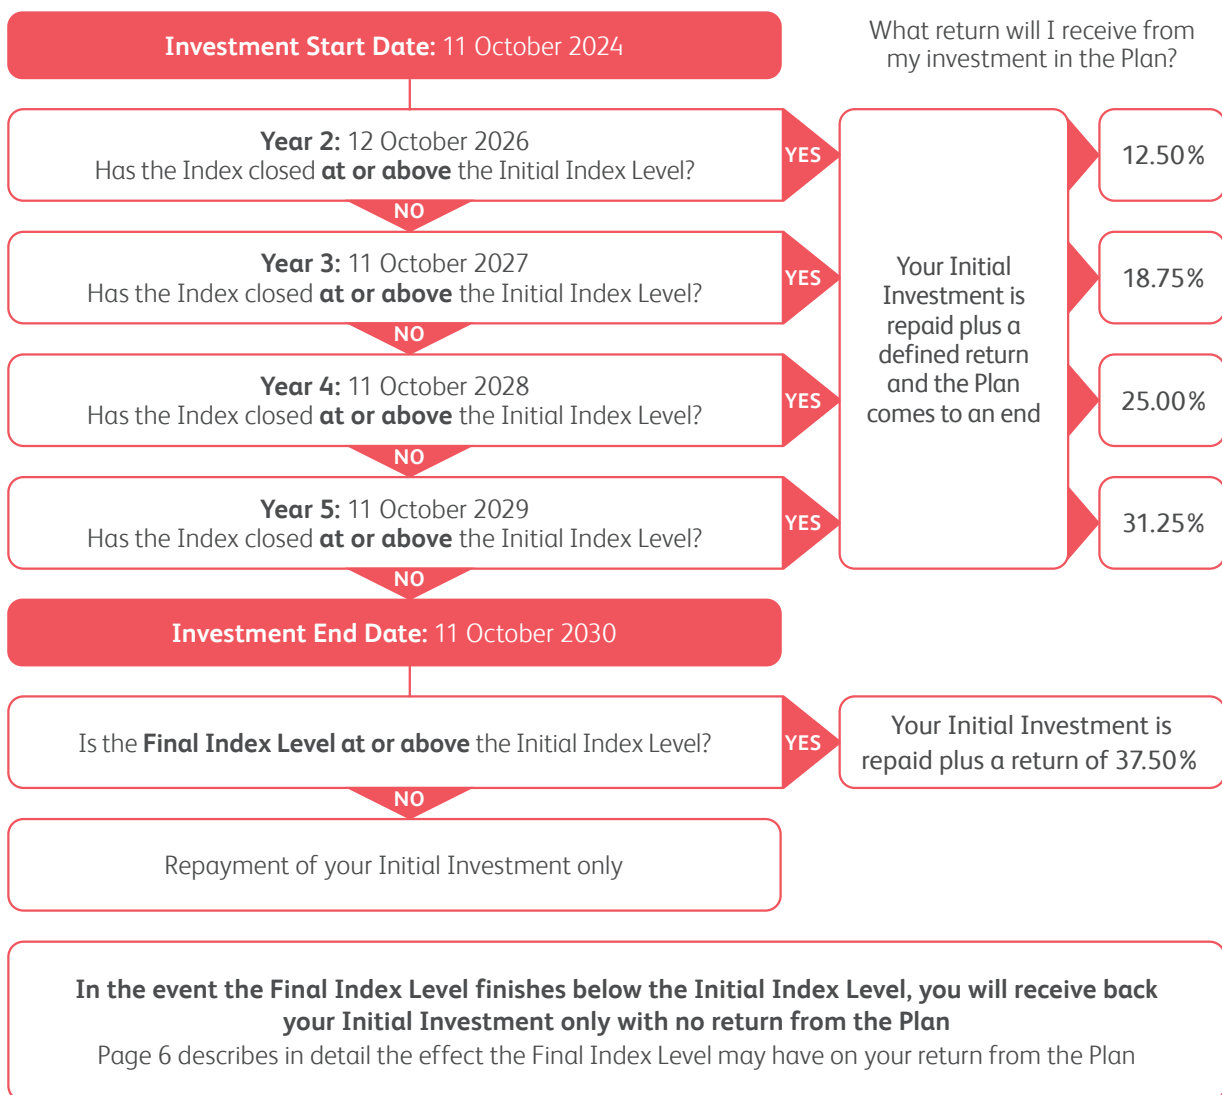 Investment Start Date: 11 October 2024
What return will I receive from
my investment in the Plan?
Year 2: 12 October 2026
Has the Index closed at or above the Initial Index Level?
YES
12.50%
NO
Year 3: 11 October 2027
Has the Index closed at or above the Initial Index Level?
YES
18.75%
NO
Year 4: 11 October 2028
Has the Index closed at or above the Initial Index Level?
YES
25.00%
NO
Year 5: 11 October 2029
Has the Index closed at or above the Initial Index Level?
YES
31.25%
NO
Your Initial
Investment is
repaid plus a
defined return
and the Plan
comes to an end
Investment End Date: 11 October 2030
Is the Final Index Level at or above the Initial Index Level?
YES
Your Initial Investment is
repaid plus a return of 37.50%
NO
Repayment of your Initial Investment only
In the event the Final Index Level finishes below the Initial Index Level, you will receive back
your Initial Investment only with no return from the Plan
Page 6 describes in detail the effect the Final Index Level may have on your return from the Plan